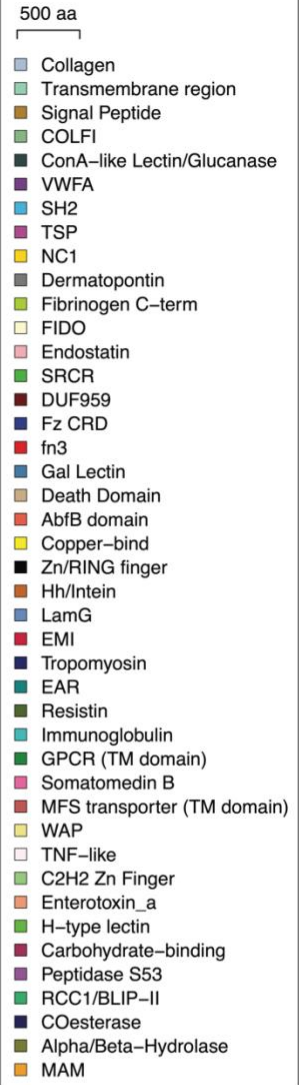 500 aa
Collagen
Transmembrane region
Signal Peptide
COLFI
ConA−like Lectin/Glucanase
VWFA
SH2
TSP
NC1
Dermatopontin
Fibrinogen C−term
FIDO
Endostatin
SRCR
DUF959
Fz CRD
fn3
Gal Lectin
Death Domain
AbfB domain
Copper−bind
Zn/RING finger
Hh/Intein
LamG
EMI
Tropomyosin
EAR
Resistin
Immunoglobulin
GPCR (TM domain)
Somatomedin B
MFS transporter (TM domain)
WAP
TNF−like
C2H2 Zn Finger
Enterotoxin_a
H−type lectin
Carbohydrate−binding
Peptidase S53
RCC1/BLIP−II
COesterase
Alpha/Beta−Hydrolase
MAM